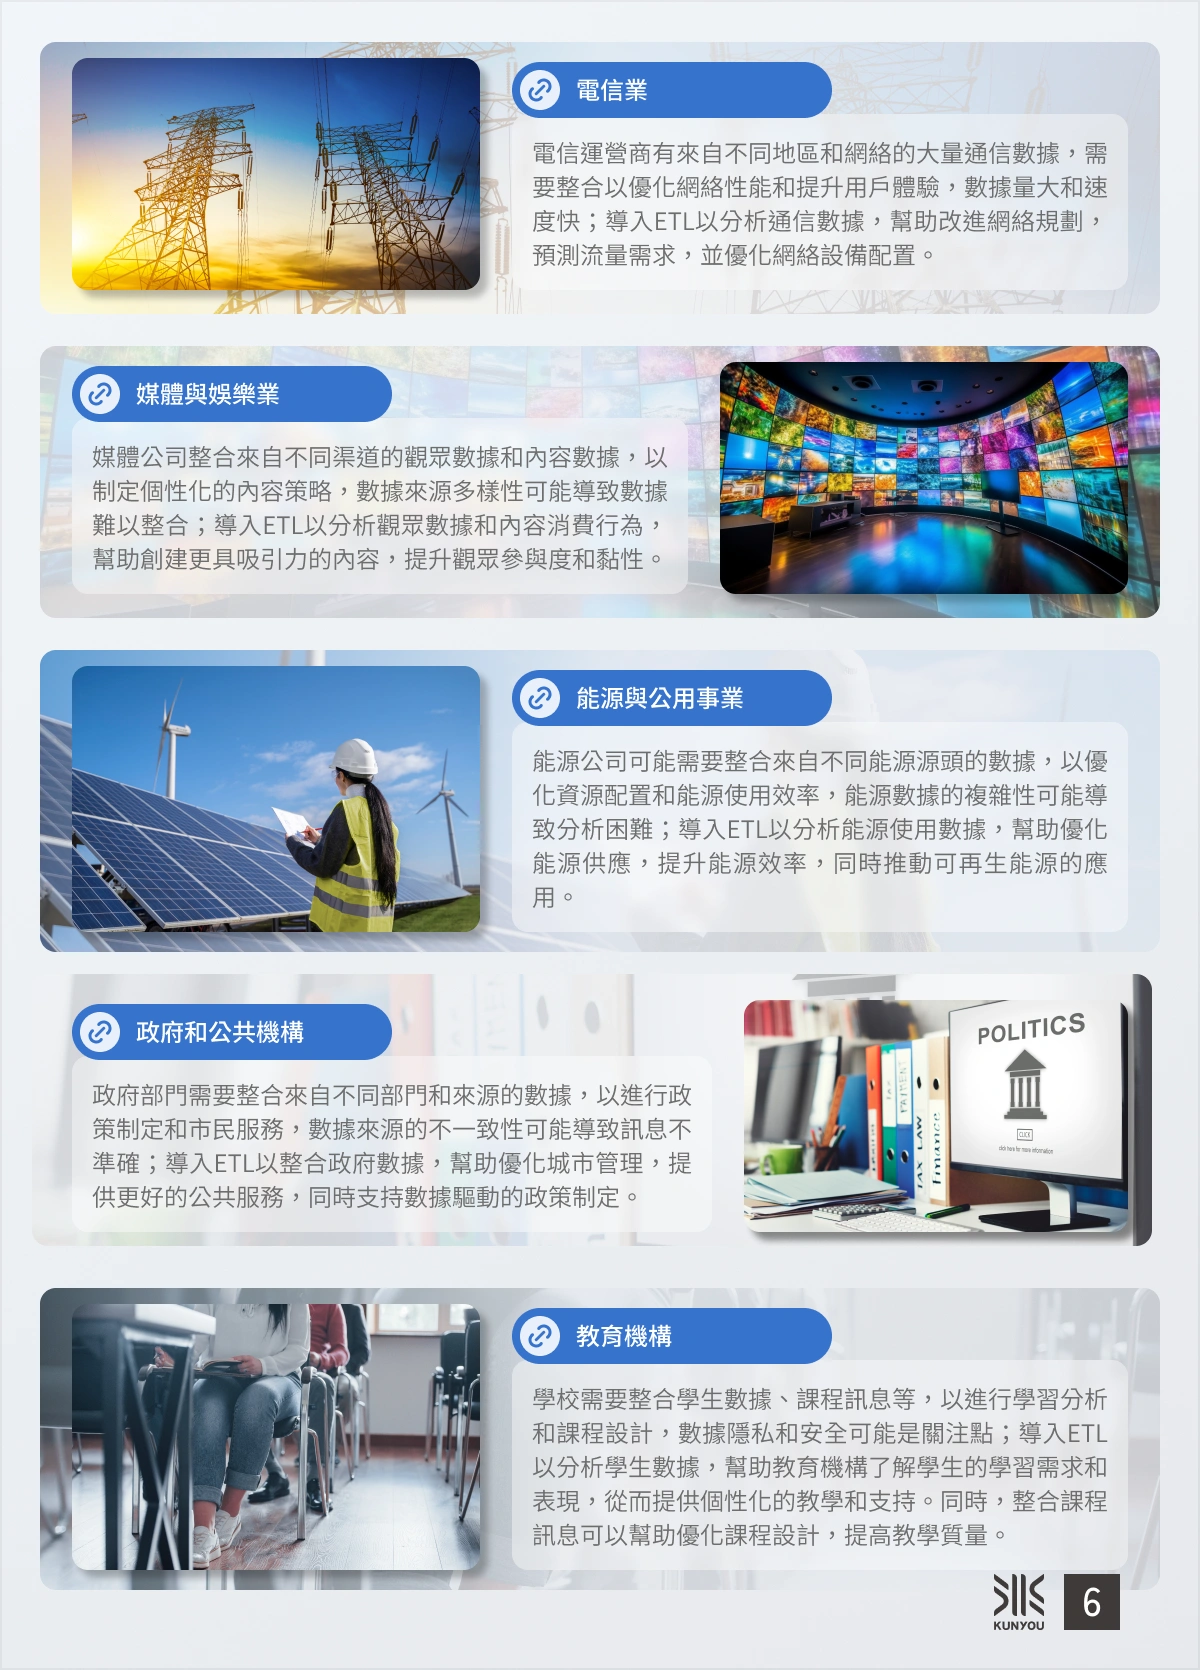 電信業
電信運營商有來自不同地區和網絡的大量通信數據，需
要整合以優化網絡性能和提升用戶體驗，數據量大和速
度快；導入ETL以分析通信數據，幫助改進網絡規劃，
預測流量需求，並優化網絡設備配置。
媒體與娛樂業
媒體公司整合來自不同渠道的觀眾數據和內容數據，以
制定個性化的內容策略，數據來源多樣性可能導致數據
難以整合；導入ETL以分析觀眾數據和內容消費行為，
幫助創建更具吸引力的內容，提升觀眾參與度和黏性。
能源與公用事業
能源公司可能需要整合來自不同能源源頭的數據，以優
化資源配置和能源使用效率，能源數據的複雜性可能導
致分析困難；導入ETL以分析能源使用數據，幫助優化
能源供應，提升能源效率，同時推動可再生能源的應
用。
政府和公共機構
政府部門需要整合來自不同部門和來源的數據，以進行政
策制定和市民服務，數據來源的不一致性可能導致訊息不
準確；導入ETL以整合政府數據，幫助優化城市管理，提
供更好的公共服務，同時支持數據驅動的政策制定。
TAX
PAYMENT
TAX LAW
Finance
POLITICS
CLICK
click here for more information
教育機構
學校需要整合學生數據、課程訊息等，以進行學習分析
和課程設計，數據隱私和安全可能是關注點；導入ETL
以分析學生數據，幫助教育機構了解學生的學習需求和
表現，從而提供個性化的教學和支持。同時，整合課程
訊息可以幫助優化課程設計，提高教學質量。
KUNYOU
6